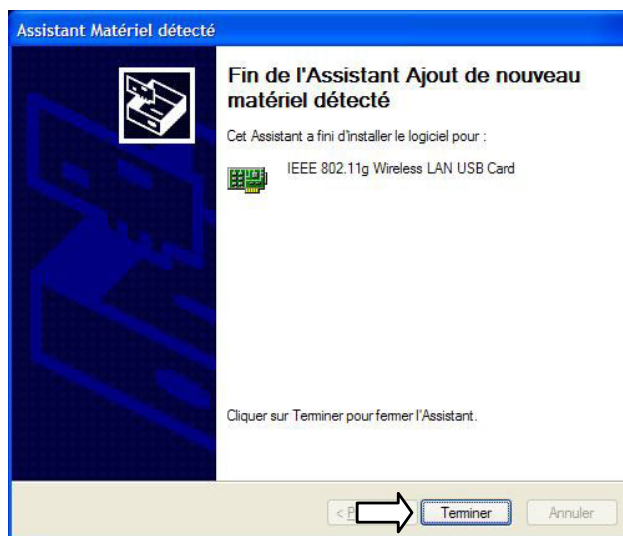 Assistant Matériel détecté
Fin de l'Assistant Ajout de nouveau
matériel détecté
Cet Assistant a fini d'installer le logiciel pour :
IEEE 802.11g Wireless LAN USB Card
Cliquer sur Terminer pour fermer l'Assistant.
< P
Terminer
Annuler